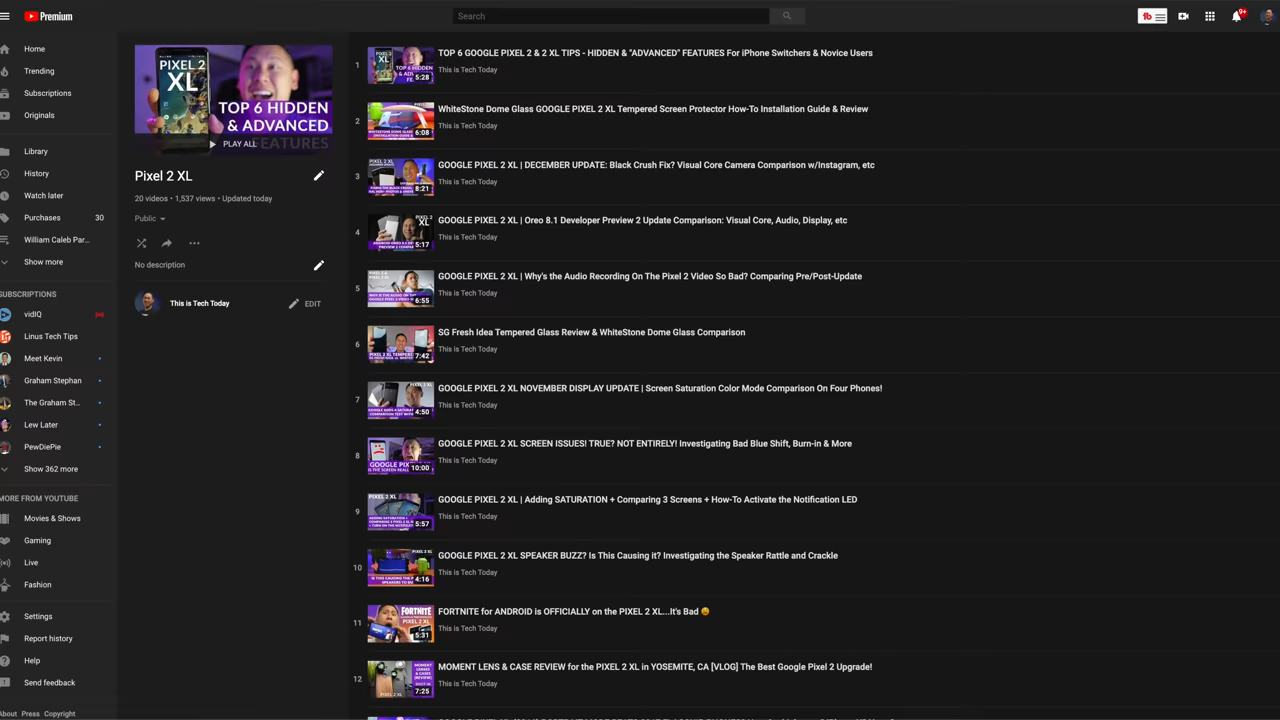 Premium
Search
9+
Home
Trending
Subscriptions
Originals
Library
History
Watch later
Purchases 30
William Caleb Par...
Show more
SUBSCRIPTIONS
vidIQ
Linus Tech Tips
Meet Kevin
Graham Stephan
The Graham St...
Lew Later
PewDiePie
Show 362 more
MORE FROM YOUTUBE
Movies & Shows
Gaming
Live
Fashion
Settings
Report history
Help
Send feedback
About Press Copyright
PIXEL 2
XL
TOP 6 HIDDEN
& ADVANCED
FEATURES
PLAY ALL
Pixel 2 XL
20 videos • 1,537 views • Updated today
Public
No description
This is Tech Today
EDIT
1
5:28
TOP 6 GOOGLE PIXEL 2 & 2 XL TIPS - HIDDEN & "ADVANCED" FEATURES For iPhone Switchers & Novice Users
This is Tech Today
2
6:08
WhiteStone Dome Glass GOOGLE PIXEL 2 XL Tempered Screen Protector How-To Installation Guide & Review
This is Tech Today
3
8:21
GOOGLE PIXEL 2 XL | DECEMBER UPDATE: Black Crush Fix? Visual Core Camera Comparison w/Instagram, etc
This is Tech Today
4
5:17
GOOGLE PIXEL 2 XL | Oreo 8.1 Developer Preview 2 Update Comparison: Visual Core, Audio, Display, etc
This is Tech Today
5
6:55
GOOGLE PIXEL 2 XL | Why's the Audio Recording On The Pixel 2 Video So Bad? Comparing Pre/Post-Update
This is Tech Today
6
7:42
SG Fresh Idea Tempered Glass Review & WhiteStone Dome Glass Comparison
This is Tech Today
7
4:50
GOOGLE PIXEL 2 XL NOVEMBER DISPLAY UPDATE | Screen Saturation Color Mode Comparison On Four Phones!
This is Tech Today
8
10:00
GOOGLE PIXEL 2 XL SCREEN ISSUES! TRUE? NOT ENTIRELY! Investigating Bad Blue Shift, Burn-in & More
This is Tech Today
9
5:57
GOOGLE PIXEL 2 XL | Adding SATURATION + Comparing 3 Screens + How-To Activate the Notification LED
This is Tech Today
10
4:16
GOOGLE PIXEL 2 XL SPEAKER BUZZ? Is This Causing it? Investigating the Speaker Rattle and Crackle
This is Tech Today
11
FORTNITE
PIXEL 2 XL
5:31
FORTNITE for ANDROID is OFFICIALLY on the PIXEL 2 XL...It's Bad 😫
This is Tech Today
12
7:25
MOMENT LENS & CASE REVIEW for the PIXEL 2 XL in YOSEMITE, CA [VLOG] The Best Google Pixel 2 Upgrade!
This is Tech Today